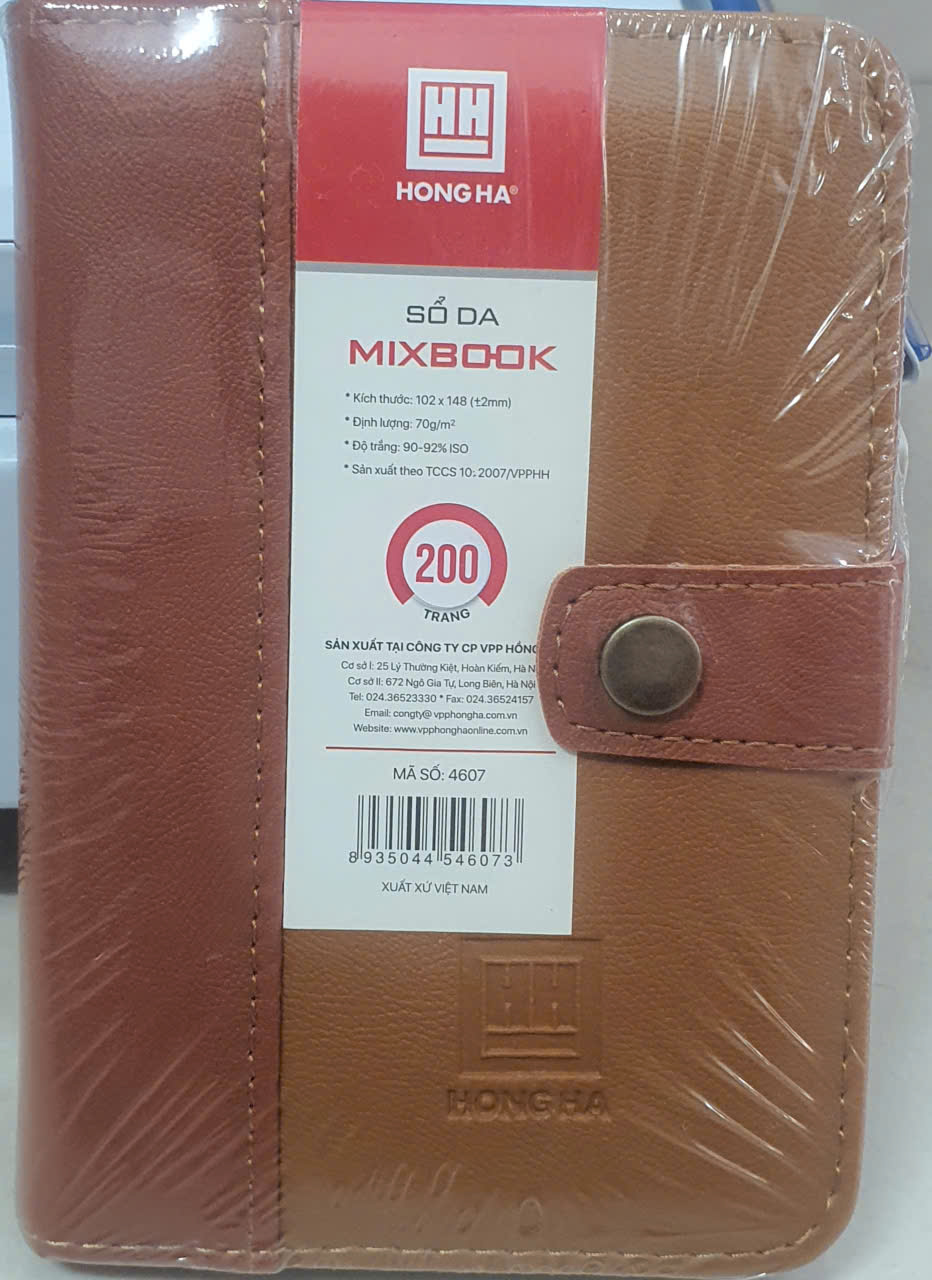 HH
HONG HA®
SỔ DA
MIXBOOK
* Kích thước: 102 x 148 (±2mm)
* Định lượng: 70g/m²
* Độ trắng: 90-92% ISO
* Sản xuất theo TCCS 10: 2007/VPPHH
200
TRANG
SẢN XUẤT TẠI CÔNG TY CP VPP HỒNG
Cơ sở I: 25 Lý Thường Kiệt, Hoàn Kiếm, Hà N
Cơ sở II: 672 Ngô Gia Tự, Long Biên, Hà Nội
Tel: 024.36523330 * Fax: 024.36524157
Email: congty@vpphongha.com.vn
Website: www.vpphonghaonline.com.vn
MÃ SỐ: 4607
8 935044 546073
XUẤT XỨ VIỆT NAM
HH
HONG HA